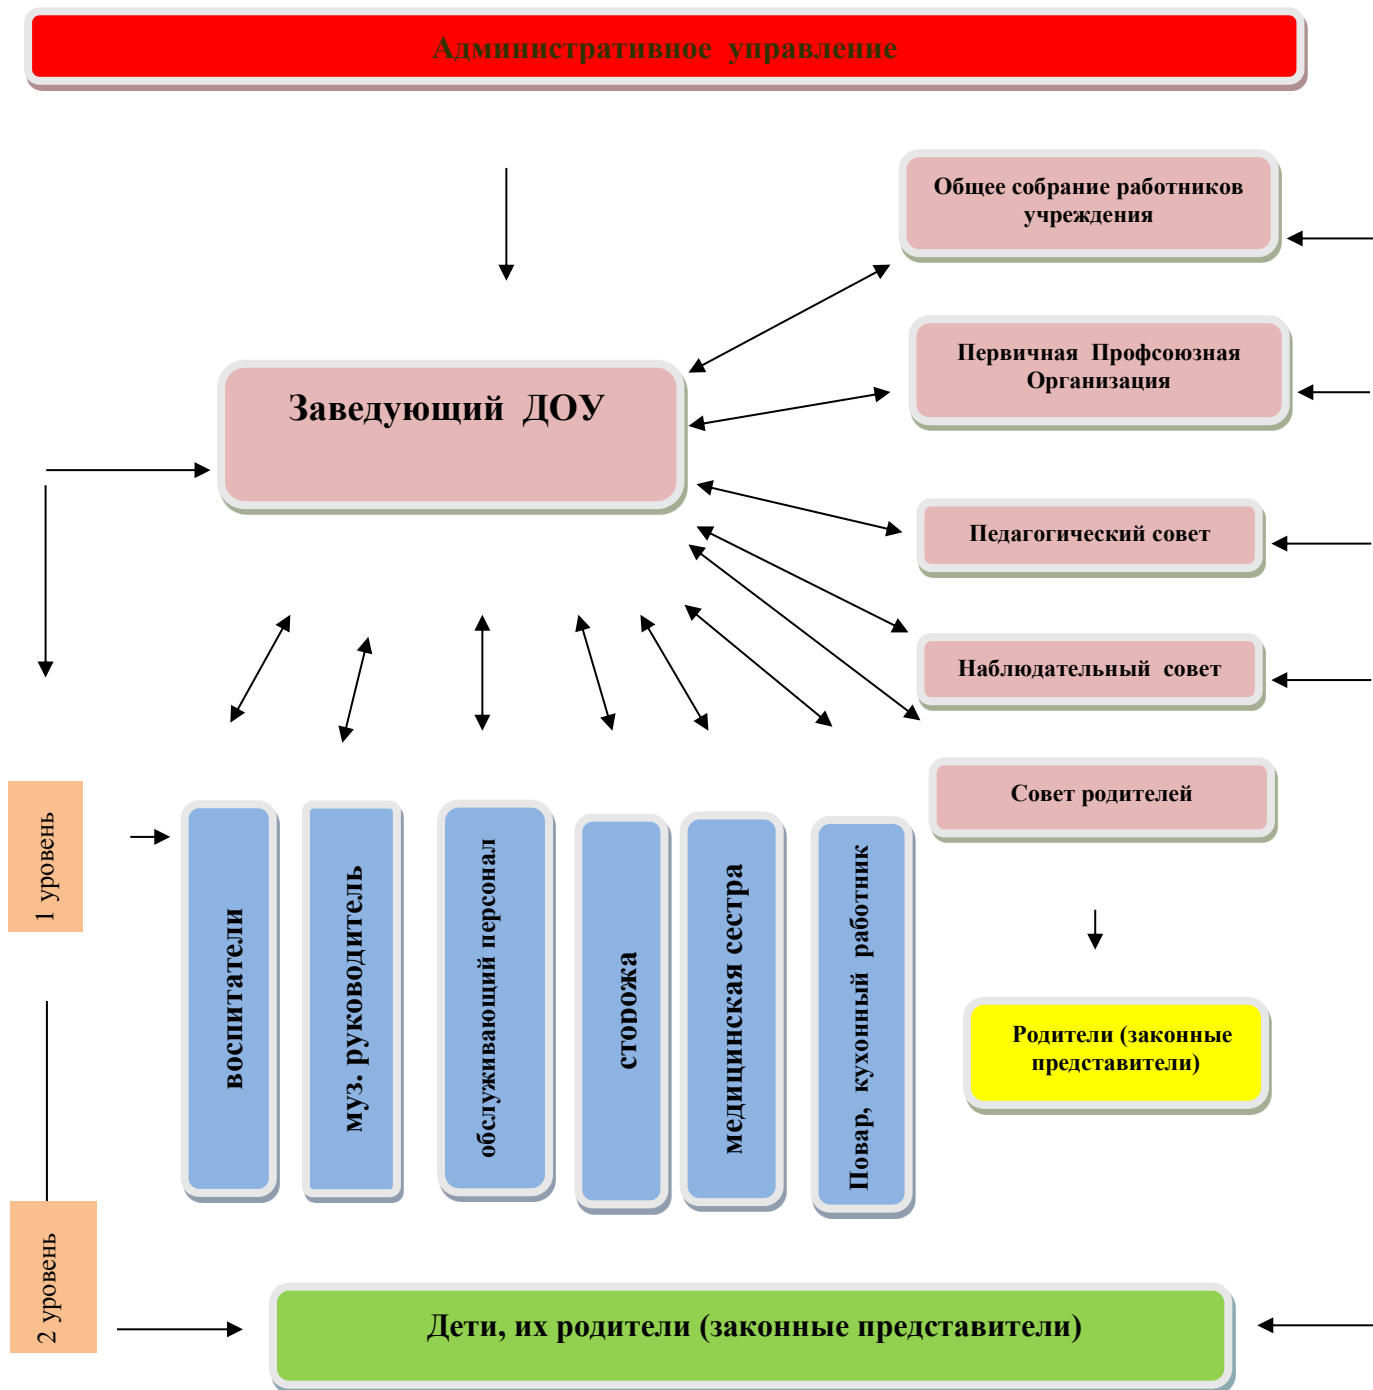 Административное управление
Общее собрание работников
учреждения
Первичная Профсоюзная
Организация
Заведующий ДОУ
Педагогический совет
Наблюдательный совет
Совет родителей
1 уровень
воспитатели
муз. руководитель
обслуживающий персонал
сторожа
медицинская сестра
Повар, кухонный работник
Родители (законные
представители)
2 уровень
Дети, их родители (законные представители)